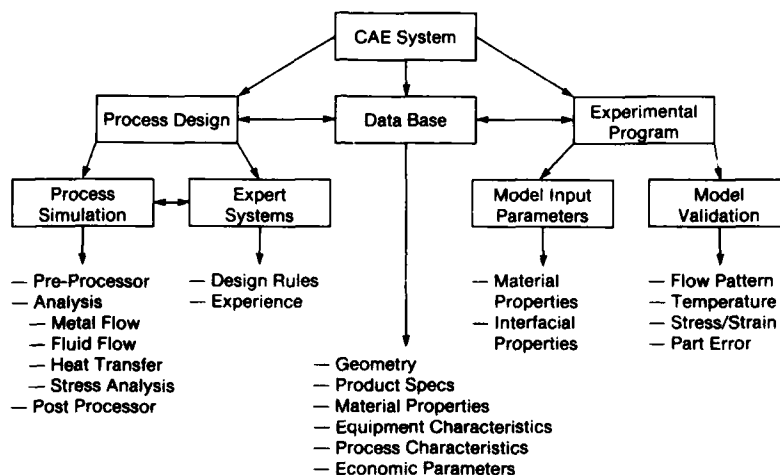 CAE System
Process Design
Data Base
Experimental
Program
Process
Simulation
Expert
Systems
Model Input
Parameters
Model
Validation
— Pre-Processor
— Analysis
— Metal Flow
— Fluid Flow
— Heat Transfer
— Stress Analysis
— Post Processor
— Design Rules
— Experience
— Geometry
— Product Specs
— Material Properties
— Equipment Characteristics
— Process Characteristics
— Economic Parameters
— Material
Properties
— Interfacial
Properties
— Flow Pattern
— Temperature
— Stress/Strain
— Part Error